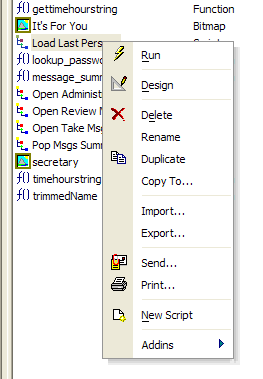 gettimehourstring Function
It's For You Bitmap
Load Last Pers
lookup_passwo
message_summ
Open Administ
Open Review M
Open Take Msg
Pop Msgs Summ
secretary
timehourstring
trimmedName
Run
Design
Delete
Rename
Duplicate
Copy To...
Import...
Export...
Send...
Print...
New Script
Addins